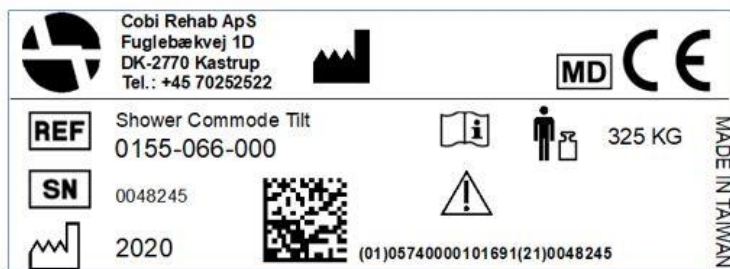 Cobi Rehab ApS
Fuglebækvej 1D
DK-2770 Kastrup
Tel.: +45 70252522
MD CE
REF Shower Commode Tilt
0155-066-000
i 325 KG
SN 0048245
2020
(01)05740000101691(21)0048245
MADE IN TAIWAN